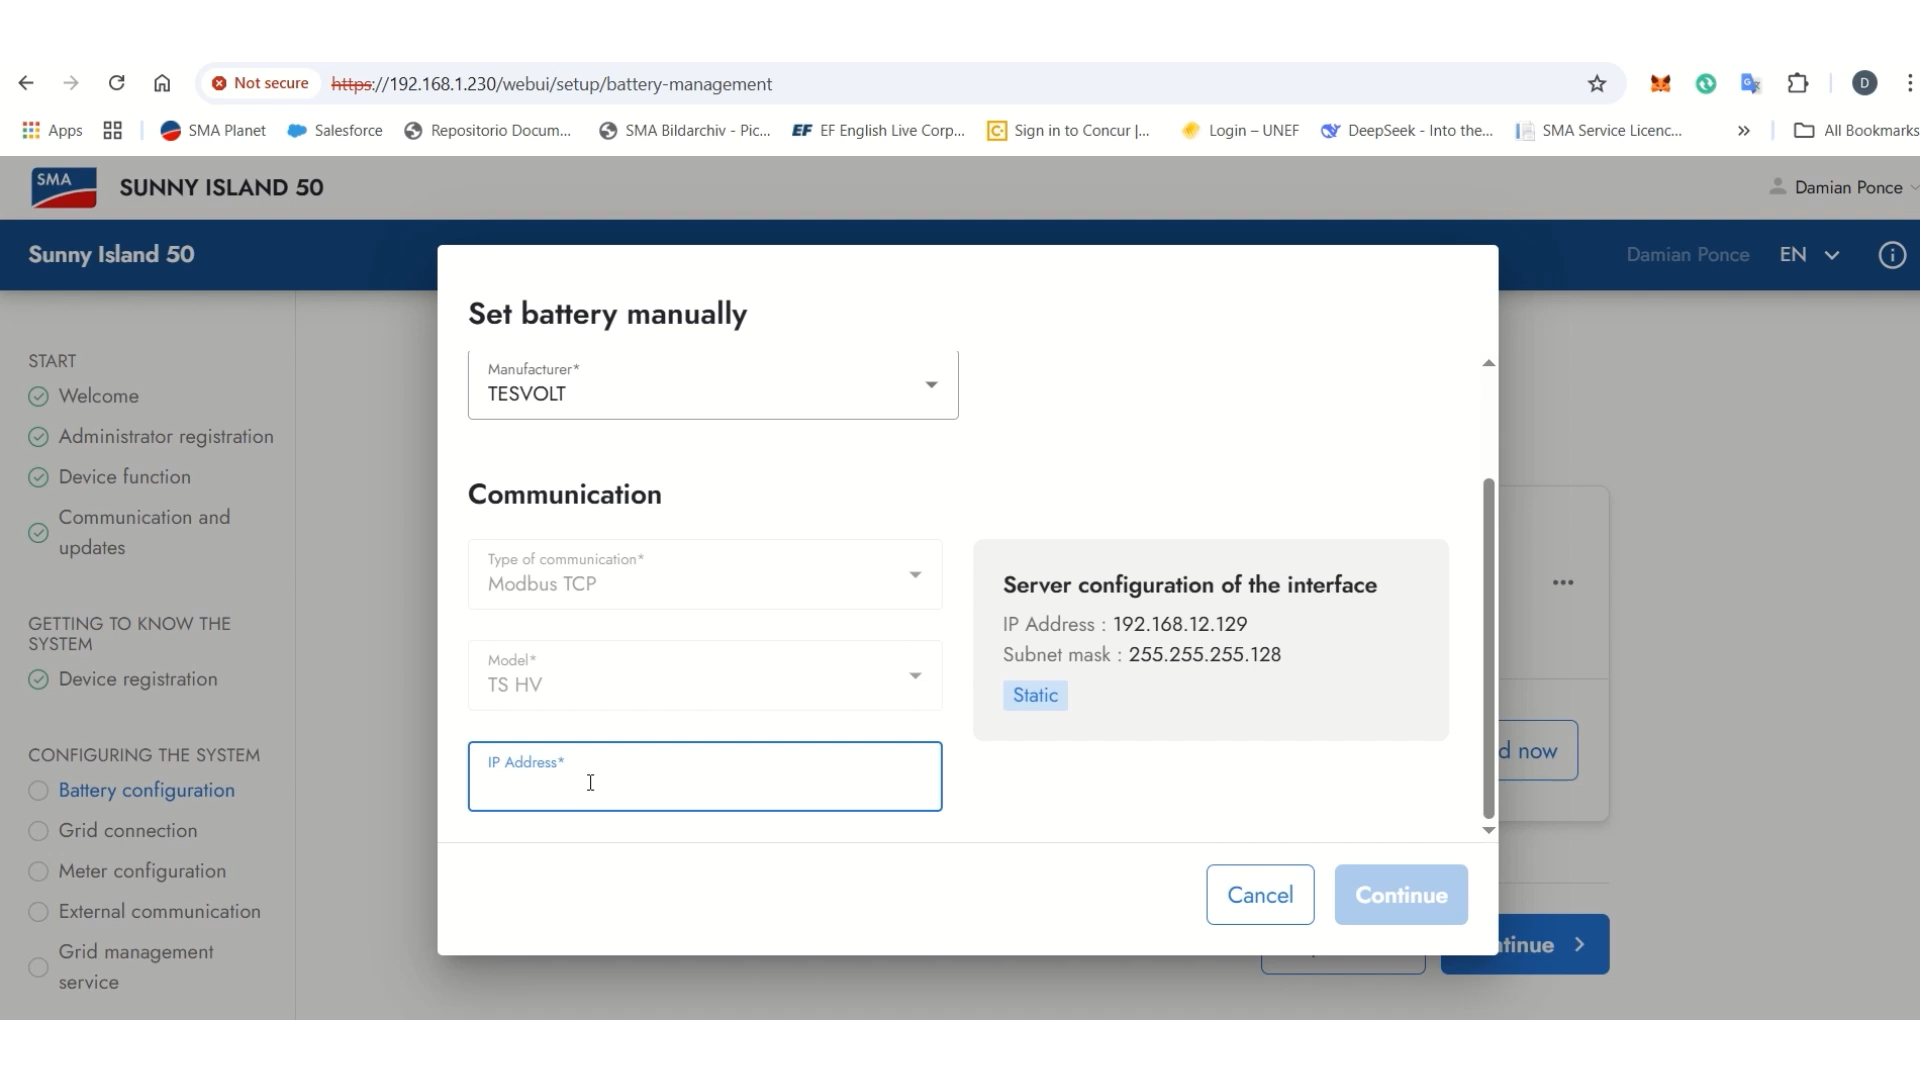 Not secure
https://192.168.1.230/webui/setup/battery-management
D
Apps
SMA Planet
Salesforce
Repositorio Docum...
SMA Bildarchiv - Pic...
EF EF English Live Corp...
Sign in to Concur |...
Login – UNEF
DeepSeek - Into the...
SMA Service Licenc...
All Bookmarks
SMA
SUNNY ISLAND 50
Damian Ponce
Sunny Island 50
Damian Ponce
EN
START
Welcome
Administrator registration
Device function
Communication and
updates
GETTING TO KNOW THE
SYSTEM
Device registration
CONFIGURING THE SYSTEM
Battery configuration
Grid connection
Meter configuration
External communication
Grid management
service
Set battery manually
Manufacturer*
TESVOLT
Communication
Type of communication*
Modbus TCP
Model*
TS HV
IP Address*
Server configuration of the interface
IP Address : 192.168.12.129
Subnet mask : 255.255.255.128
Static
d now
Cancel
Continue
ntinue